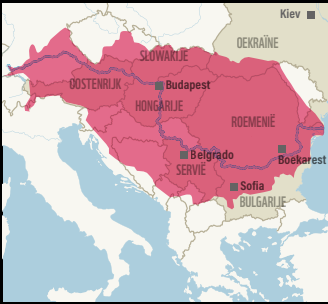 Kiev
OEKRAÏNE
SLOWAKIJE
OOSTENRIJK
Budapest
HONGARIJE
ROEMENIË
Belgrado
Boekarest
SERVIË
Sofia
BULGARIJE